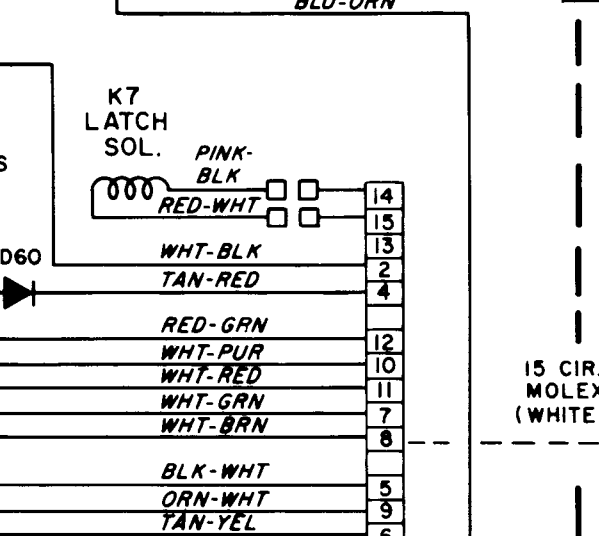 BLU-ORN
K7
LATCH
SOL.
PINK-
BLK
14
RED-WHT
15
13
WHT-BLK
2
D60
TAN-RED
4
RED-GRN
12
WHT-PUR
10
WHT-RED
11
WHT-GRN
7
WHT-BRN
8
15 CIR.
MOLEX
(WHITE
BLK-WHT
5
ORN-WHT
9
TAN-YEL
6